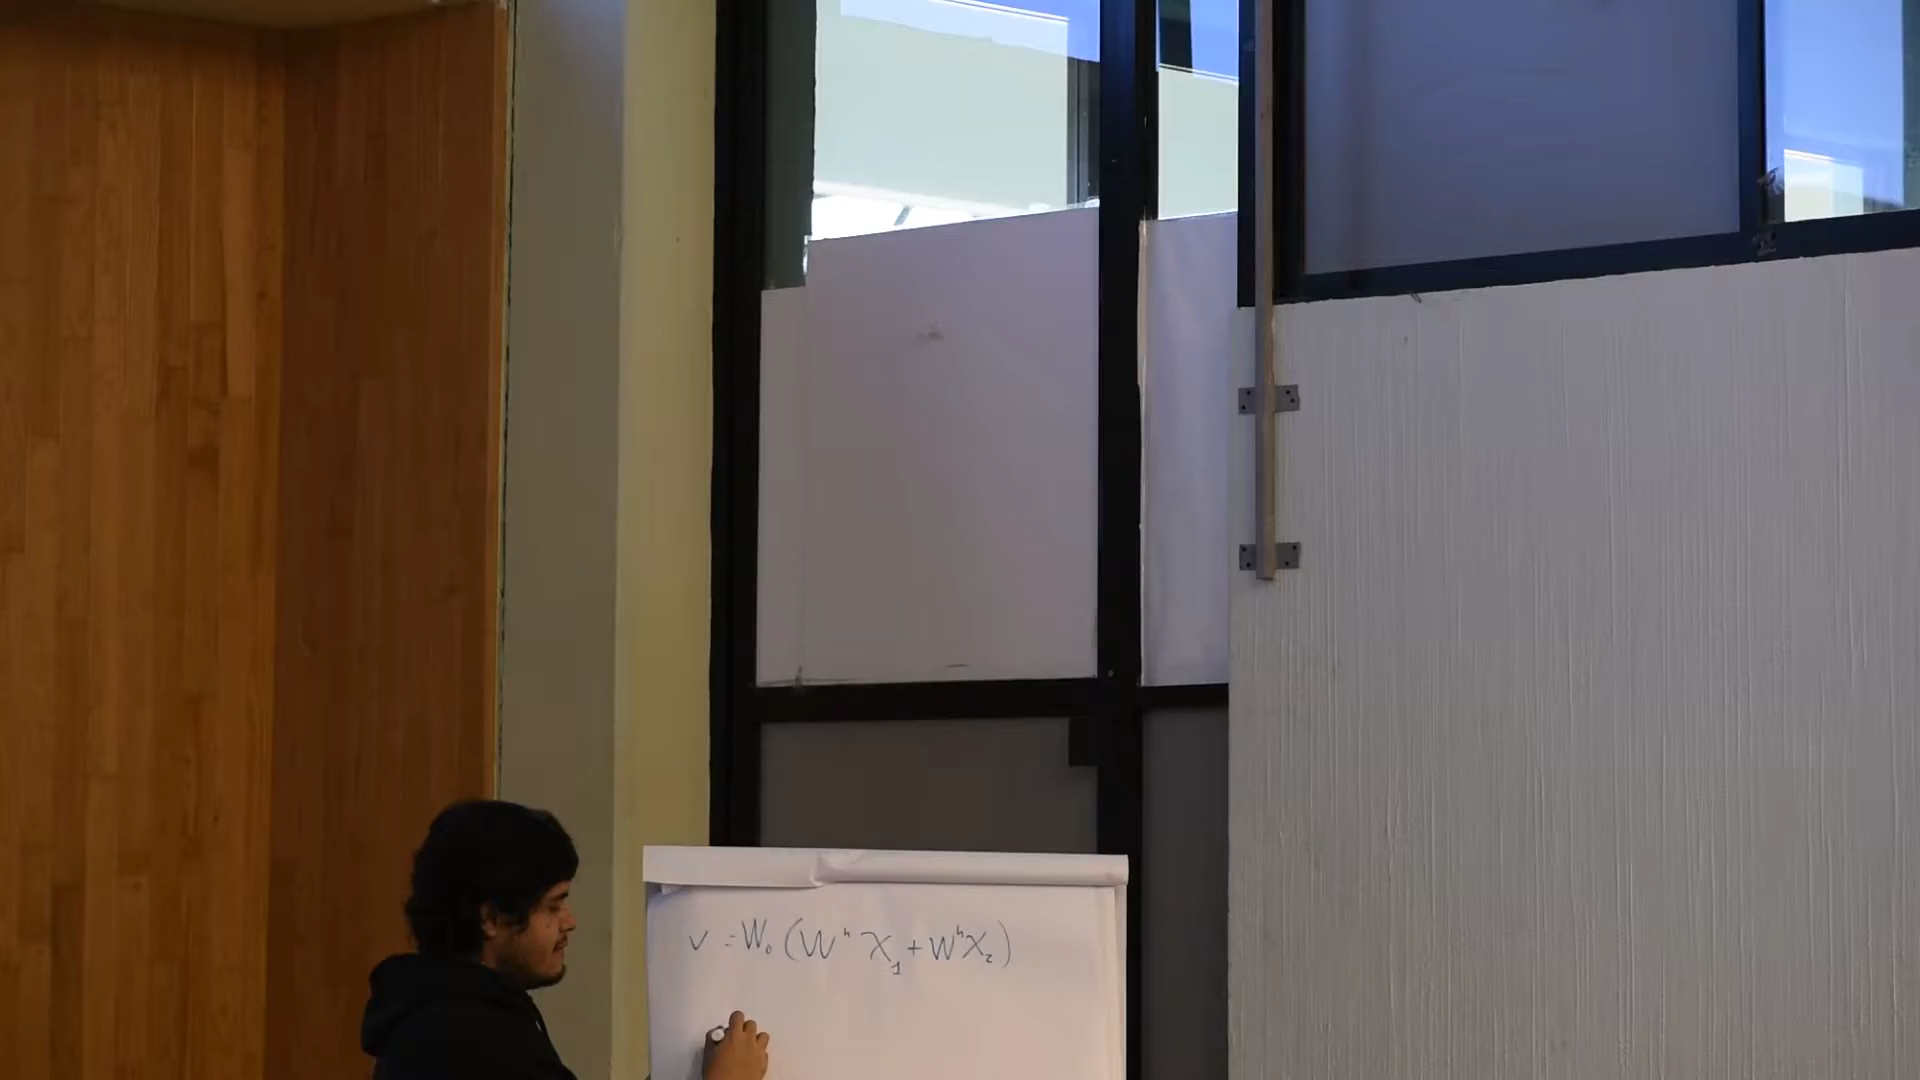 v = W₀ (Wʰ X₁ + Wʰ X₂)